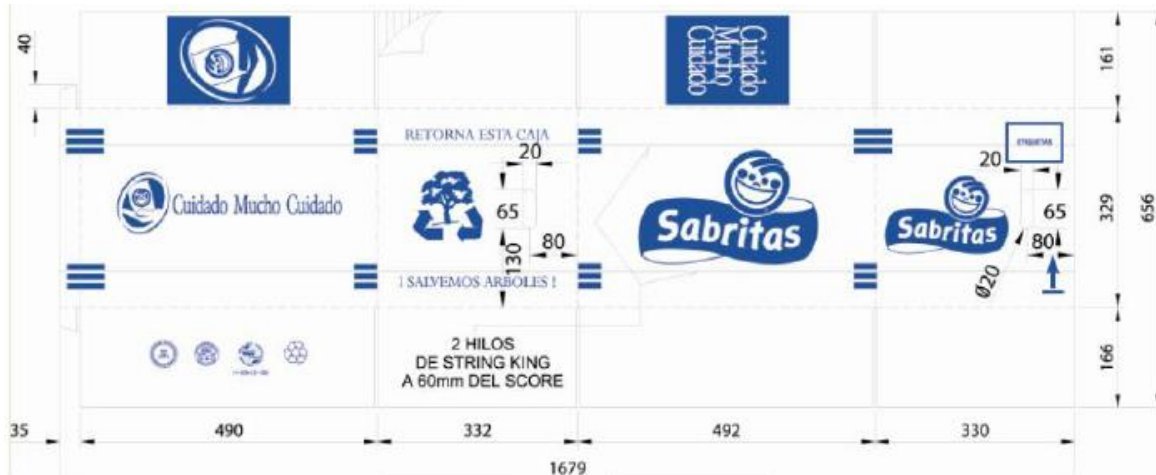 Cuidado
Mucho
Cuidado
40
161
RETORNA ESTA CAJA
20
ETIQUETAS
20
Cuidado Mucho Cuidado
65
80
130
Sabritas
Sabritas
65
80
Ø20
329
656
¡ SALVEMOS ARBOLES !
2 HILOS
DE STRING KING
A 60mm DEL SCORE
166
35
490
332
492
330
1679